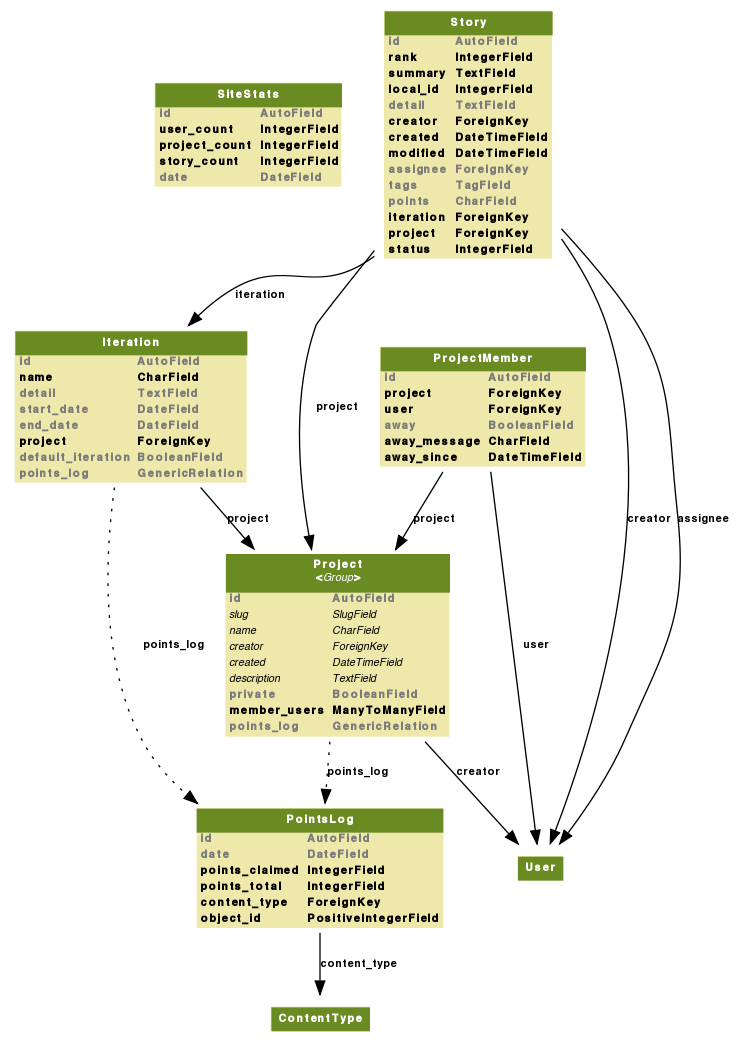 Story
id AutoField
rank IntegerField
summary TextField
local_id IntegerField
detail TextField
creator ForeignKey
created DateTimeField
modified DateTimeField
assignee ForeignKey
tags TagField
points CharField
iteration ForeignKey
project ForeignKey
status IntegerField
SiteStats
id AutoField
user_count IntegerField
project_count IntegerField
story_count IntegerField
date DateField
iteration
Iteration
id AutoField
name CharField
detail TextField
start_date DateField
end_date DateField
project ForeignKey
default_iteration BooleanField
points_log GenericRelation
project
ProjectMember
id AutoField
project ForeignKey
user ForeignKey
away BooleanField
away_message CharField
away_since DateTimeField
project
project
creator
assignee
Project
<Group>
id AutoField
slug SlugField
name CharField
creator ForeignKey
created DateTimeField
description TextField
private BooleanField
member_users ManyToManyField
points_log GenericRelation
points_log
user
points_log
creator
PointsLog
id AutoField
date DateField
points_claimed IntegerField
points_total IntegerField
content_type ForeignKey
object_id PositiveIntegerField
User
content_type
ContentType